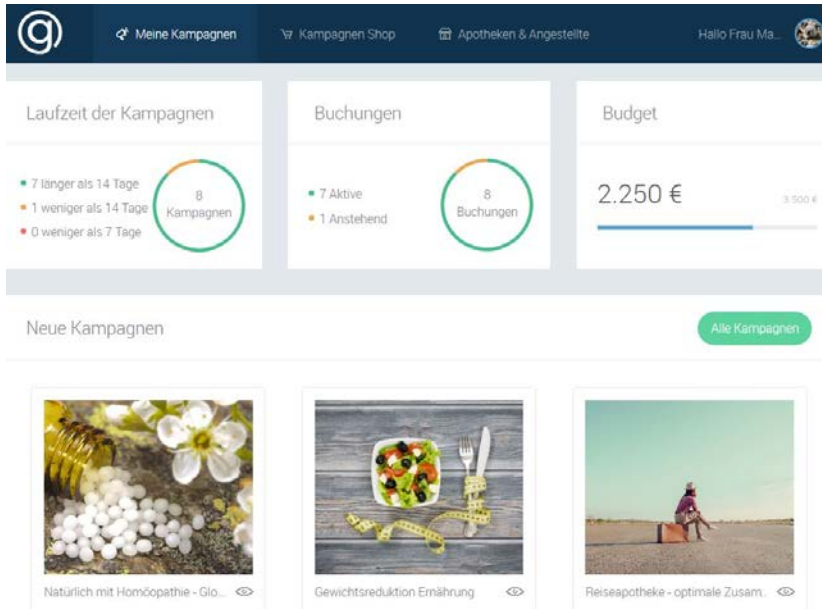 g
Meine Kampagnen
Kampagnen Shop
Apotheken & Angestellte
Hallo Frau Ma...
Laufzeit der Kampagnen
7 länger als 14 Tage
1 weniger als 14 Tage
0 weniger als 7 Tage
8
Kampagnen
Buchungen
7 Aktive
1 Anstehend
8
Buchungen
Budget
2.250 €
3.500 €
Neue Kampagnen
Alle Kampagnen
Natürlich mit Homöopathie - Glo...
Gewichtsreduktion Ernährung
Reiseapotheke - optimale Zusam...